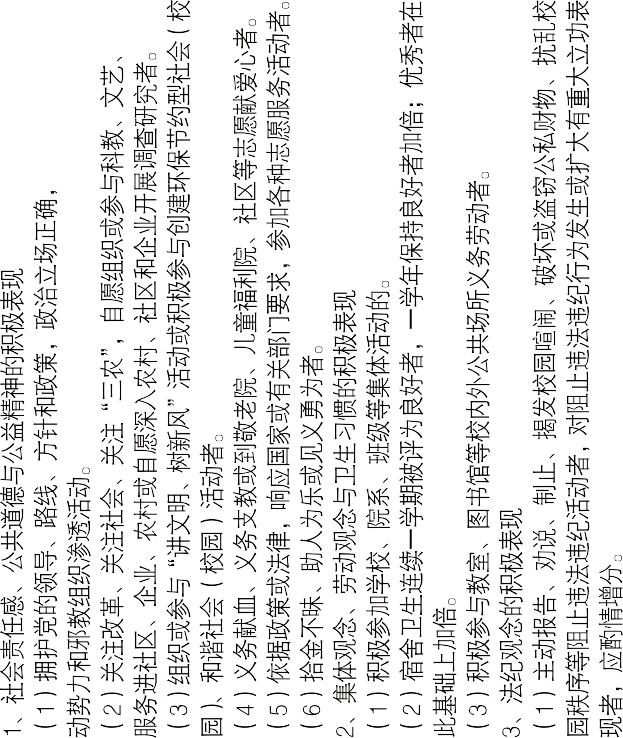 1、社会责任感、公共道德与公益精神的积极表现
（1）拥护党的领导、路线、方针和政策，政治立场正确，
动势力和邪教组织渗透活动。
（2）关注改革、关注社会、关注“三农”，自愿组织或参与科教、文艺、
服务进社区、企业、农村或自愿深入农村、社区和企业开展调查研究者。
（3）组织或参与“讲文明、树新风”活动或积极参与创建环保节约型社会（校
园）、和谐社会（校园）活动者。
（4）义务献血、义务支教或到敬老院、儿童福利院、社区等志愿献爱心者。
（5）依据政策或法律，响应国家或有关部门要求，参加各种志愿服务活动者。
（6）拾金不昧、助人为乐或见义勇为者。
2、集体观念、劳动观念与卫生习惯的积极表现
（1）积极参加学校、院系、班级等集体活动的。
（2）宿舍卫生连续一学期被评为良好者，一学年保持良好者加倍；优秀者在
此基础上加倍。
（3）积极参与教室、图书馆等校内外公共场所义务劳动者。
3、法纪观念的积极表现
（1）主动报告、劝说、制止、揭发校园喧闹、破坏或盗窃公私财物、扰乱校
园秩序等阻止违法违纪活动者，对阻止违法违纪行为发生或扩大有重大立功表
现者，应酌情增分。